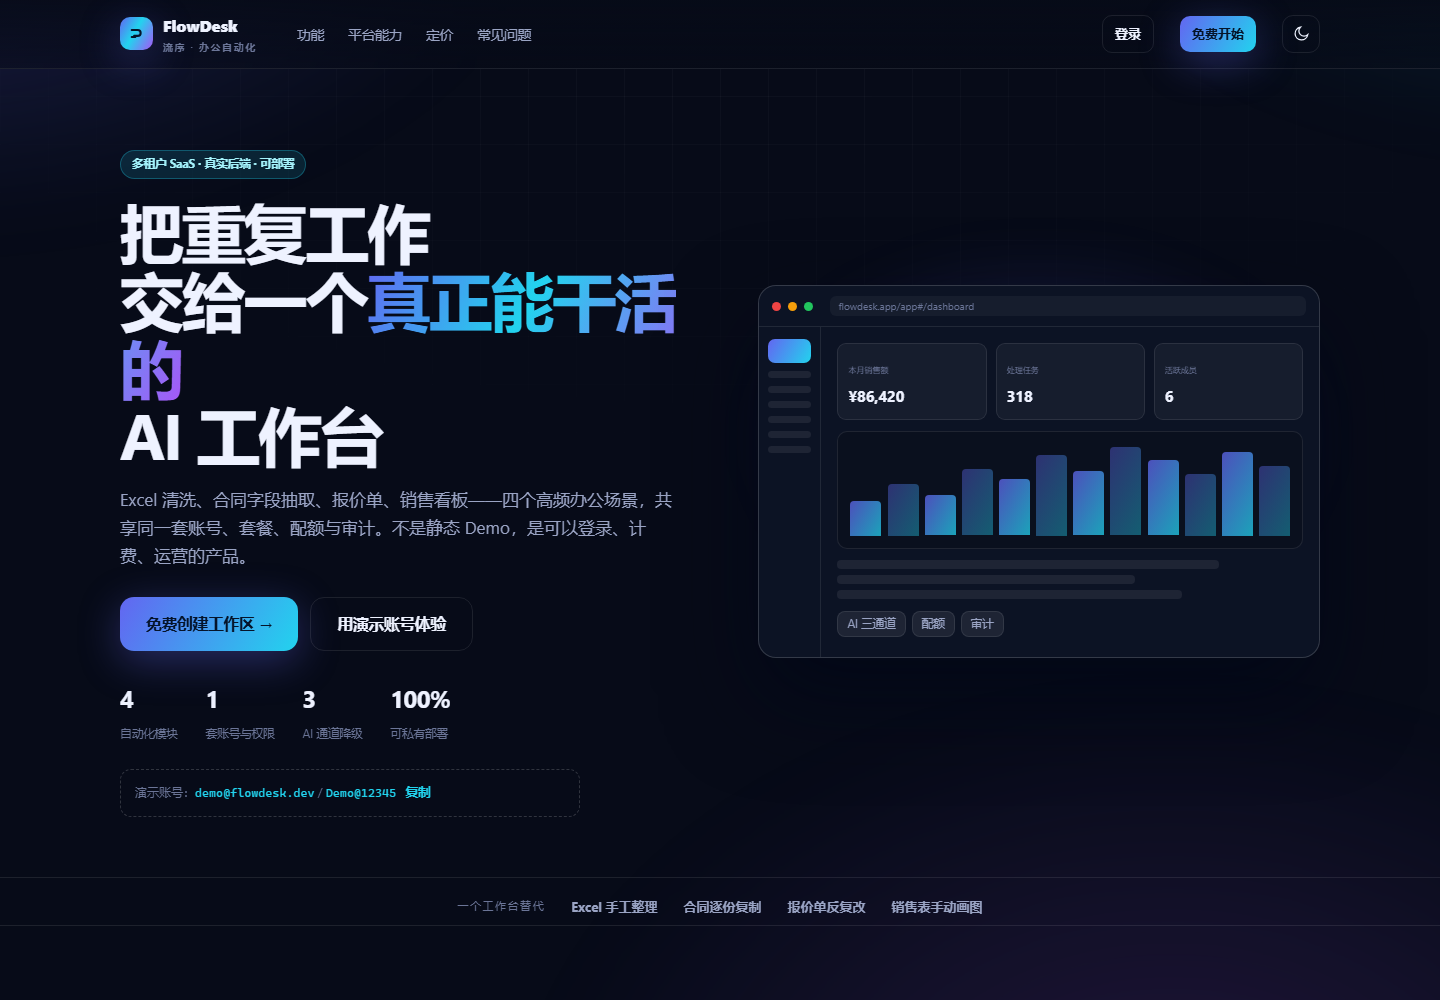 FlowDesk
流序 · 办公自动化
功能 平台能力 定价 常见问题
登录
免费开始
多租户 SaaS · 真实后端 · 可部署
把重复工作
交给一个真正能干活
的
AI 工作台
Excel 清洗、合同字段抽取、报价单、销售看板——四个高频办公场景，共
享同一套账号、套餐、配额与审计。不是静态 Demo，是可以登录、计
费、运营的产品。
免费创建工作区 →
用演示账号体验
4 1 3 100%
自动化模块 套账号与权限 AI 通道降级 可私有部署
演示账号: demo@flowdesk.dev / Demo@12345 复制
flowdesk.app/app#/dashboard
本月销售额 处理任务 活跃成员
¥86,420 318 6
AI 三通道 配额 审计
一个工作台替代 Excel 手工整理 合同逐份复制 报价单反复改 销售表手动画图